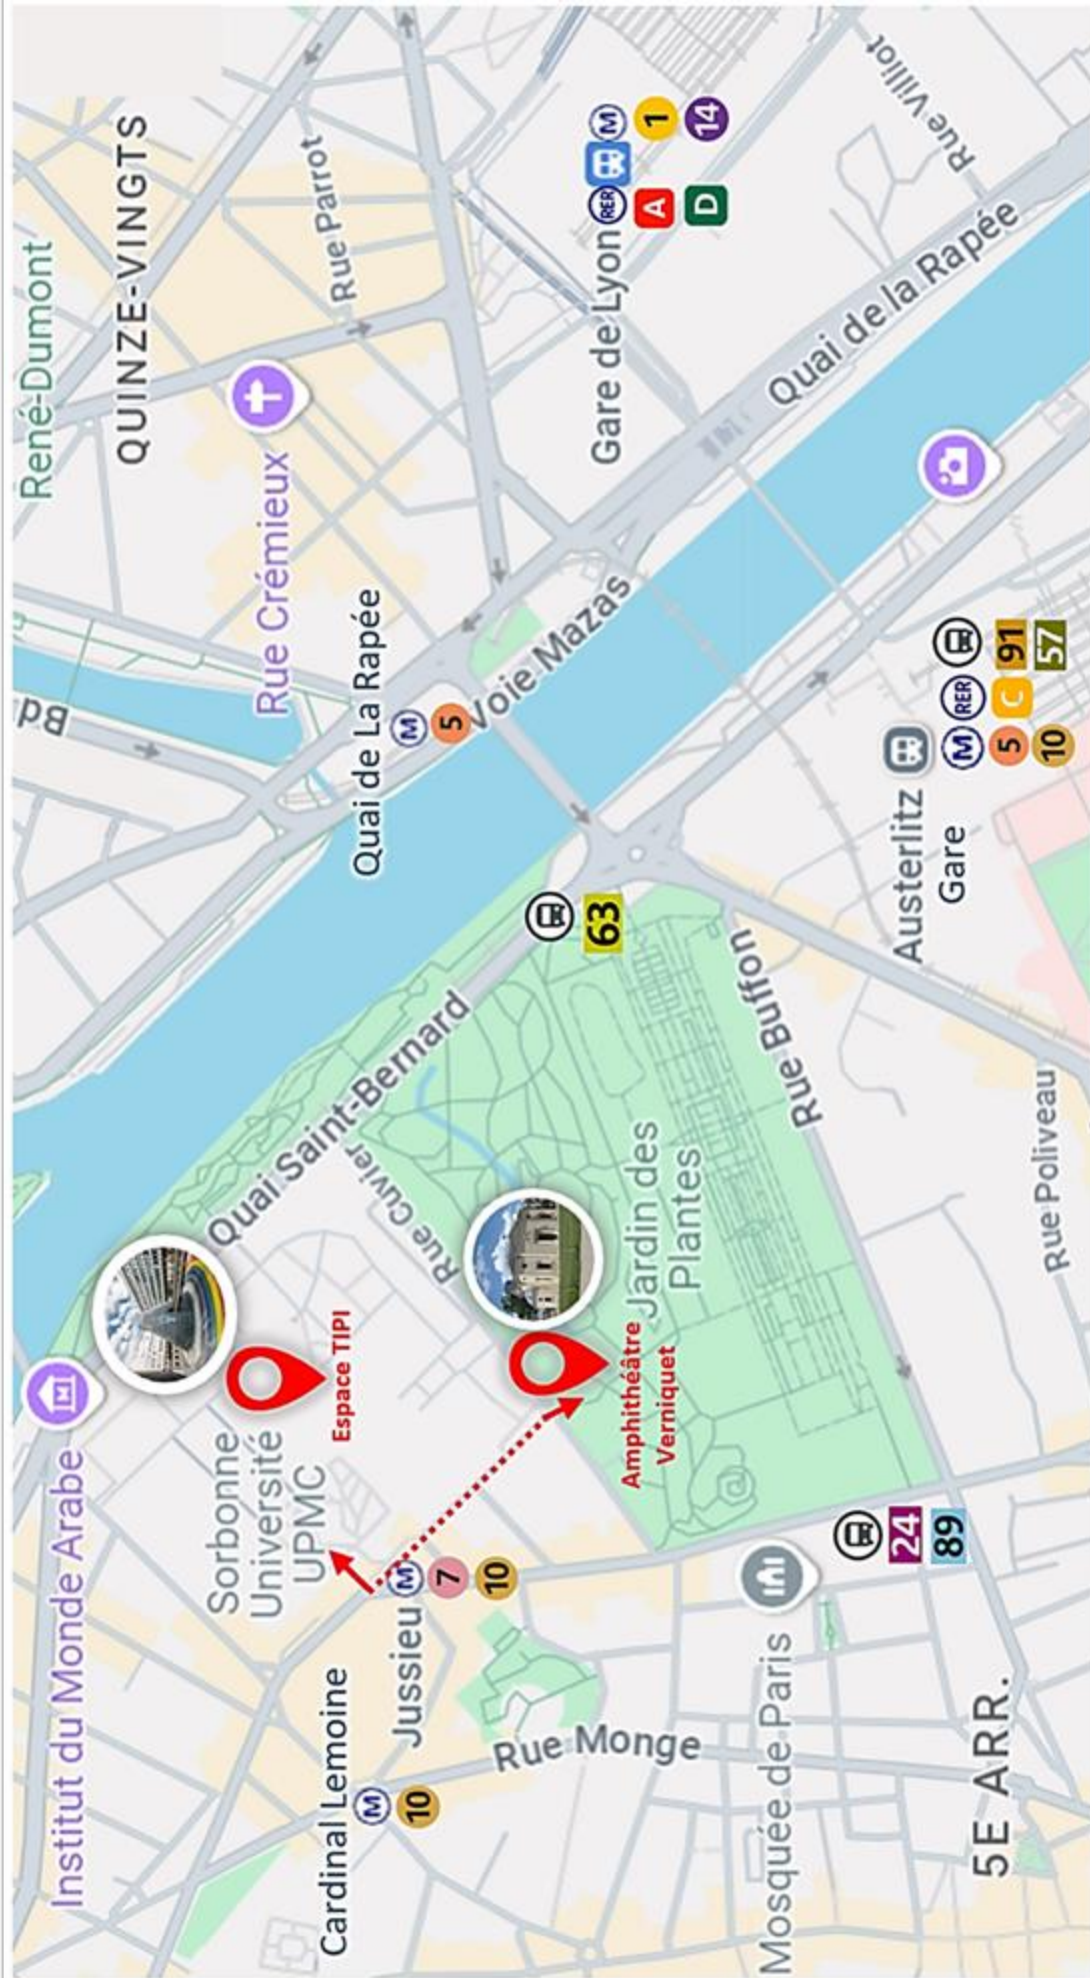 Institut du Monde Arabe
René-Dumont
QUINZE-VINGTS
Bd
Rue Crémieux
Rue Parrot
Sorbonne
Université
UPMC
Espace TIPI
Quai Saint-Bernard
Quai de La Rapée
M
5
Voie Mazas
Cardinal Lemoine
M
10
Jussieu M
7
10
Rue Cuvier
Gare de Lyon RER M
A 1
D 14
Rue Monge
Amphithéâtre
Verniquet
Jardin des
Plantes
63
Rue Buffon
Quai de la Rapée
Rue Villiot
Mosquée de Paris
24
89
Austerlitz
Gare
M RER
5 C 91
10 57
5E ARR.
Rue Poliveau